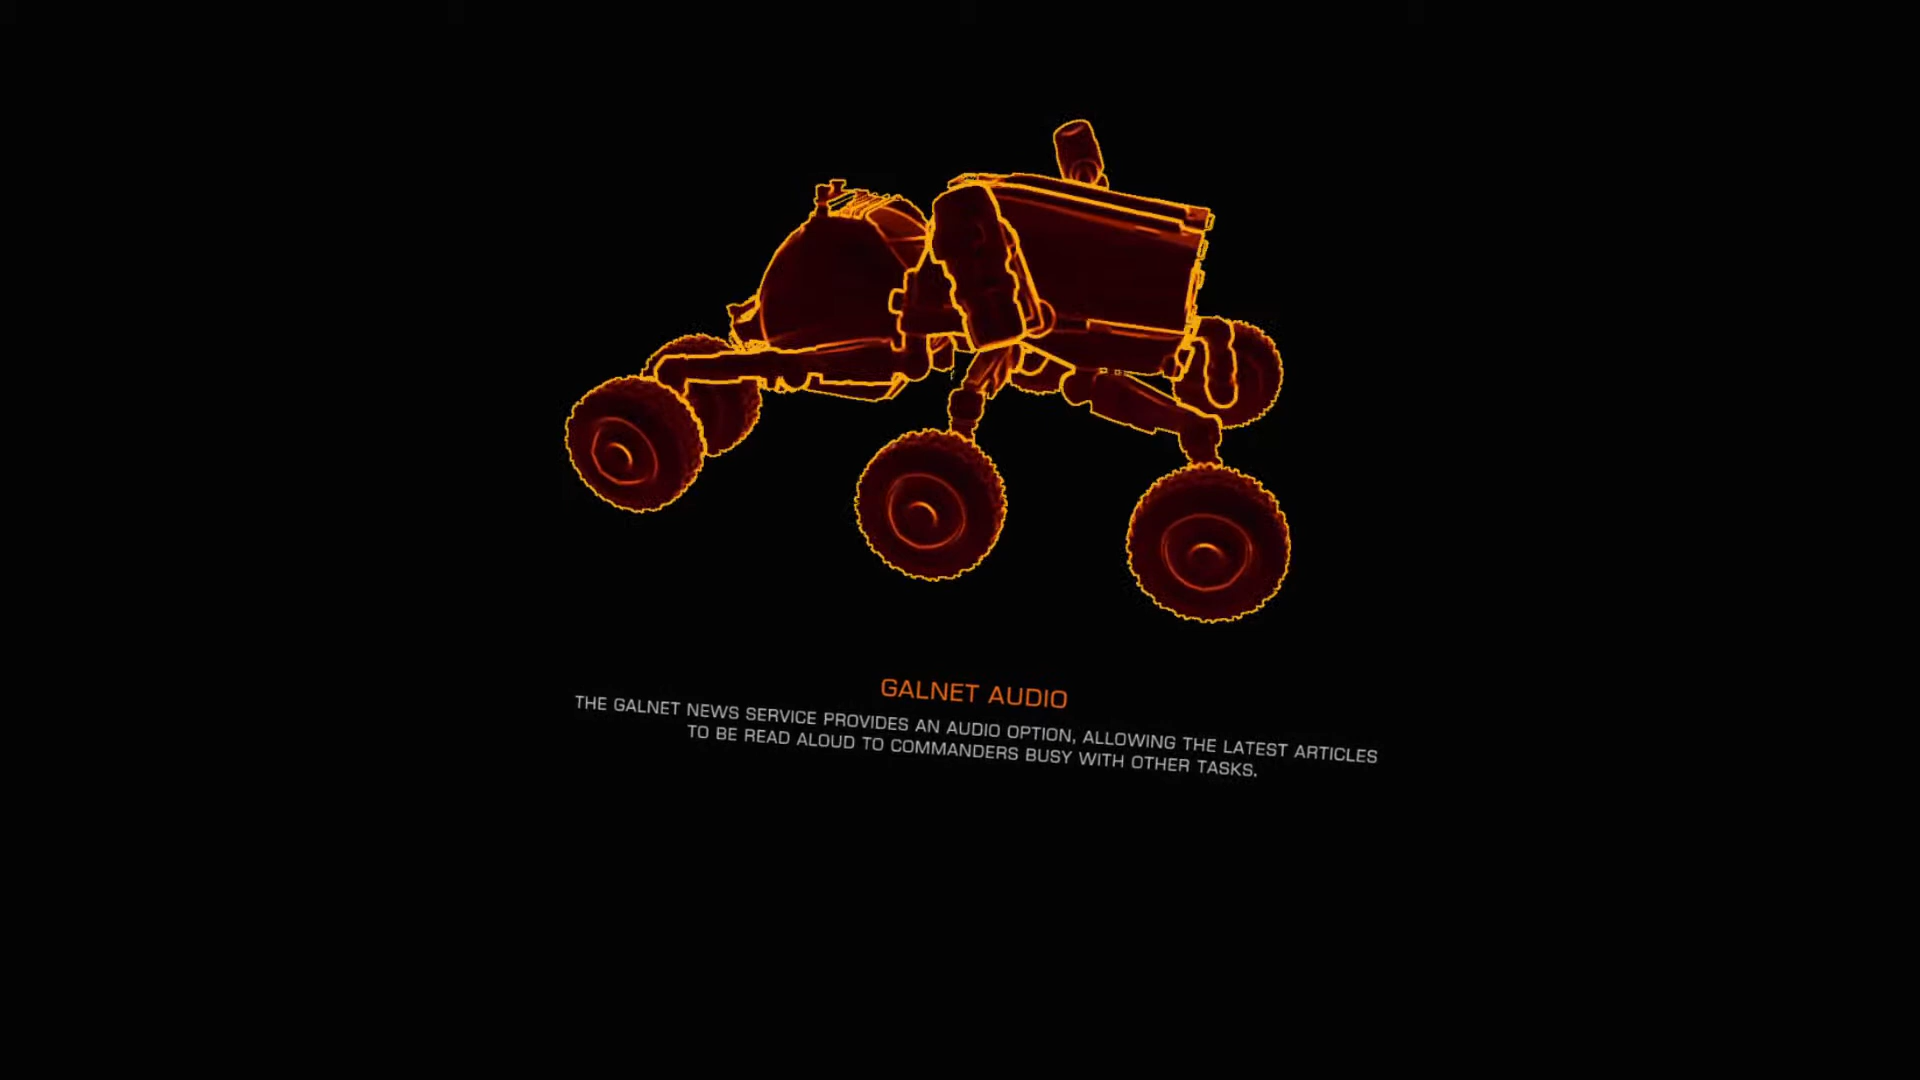 GALNET AUDIO
THE GALNET NEWS SERVICE PROVIDES AN AUDIO OPTION, ALLOWING THE LATEST ARTICLES
TO BE READ ALOUD TO COMMANDERS BUSY WITH OTHER TASKS.